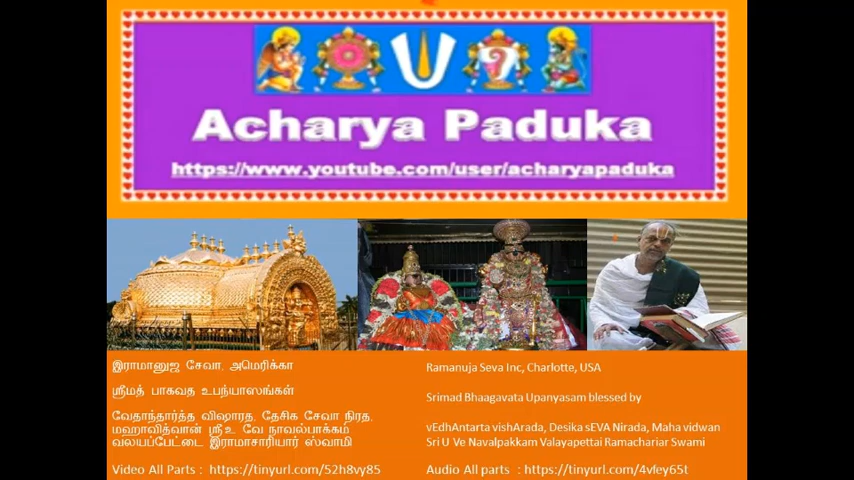 Acharya Paduka
https://www.youtube.com/user/acharyapaduka
இராமானுஜ சேவா, அமெரிக்கா
ஸ்ரீமத் பாகவத உபந்யாஸங்கள்
வேதாந்தார்த்த விஷாரத, தேசிக சேவா நிரத,
மஹாவித்வான் ஸ்ரீ உ வே நாவல்பாக்கம்
வலயப்பேட்டை இராமாசாரியார் ஸ்வாமி
Video All Parts : https://tinyurl.com/52h8vy85
Ramanuja Seva Inc, Charlotte, USA
Srimad Bhaagavata Upanyasam blessed by
vEdhAntarta vishArada, Desika sEVA Nirada, Maha vidwan
Sri U Ve Navalpakkam Valayapettai Ramachariar Swami
Audio All parts : https://tinyurl.com/4vfey65t